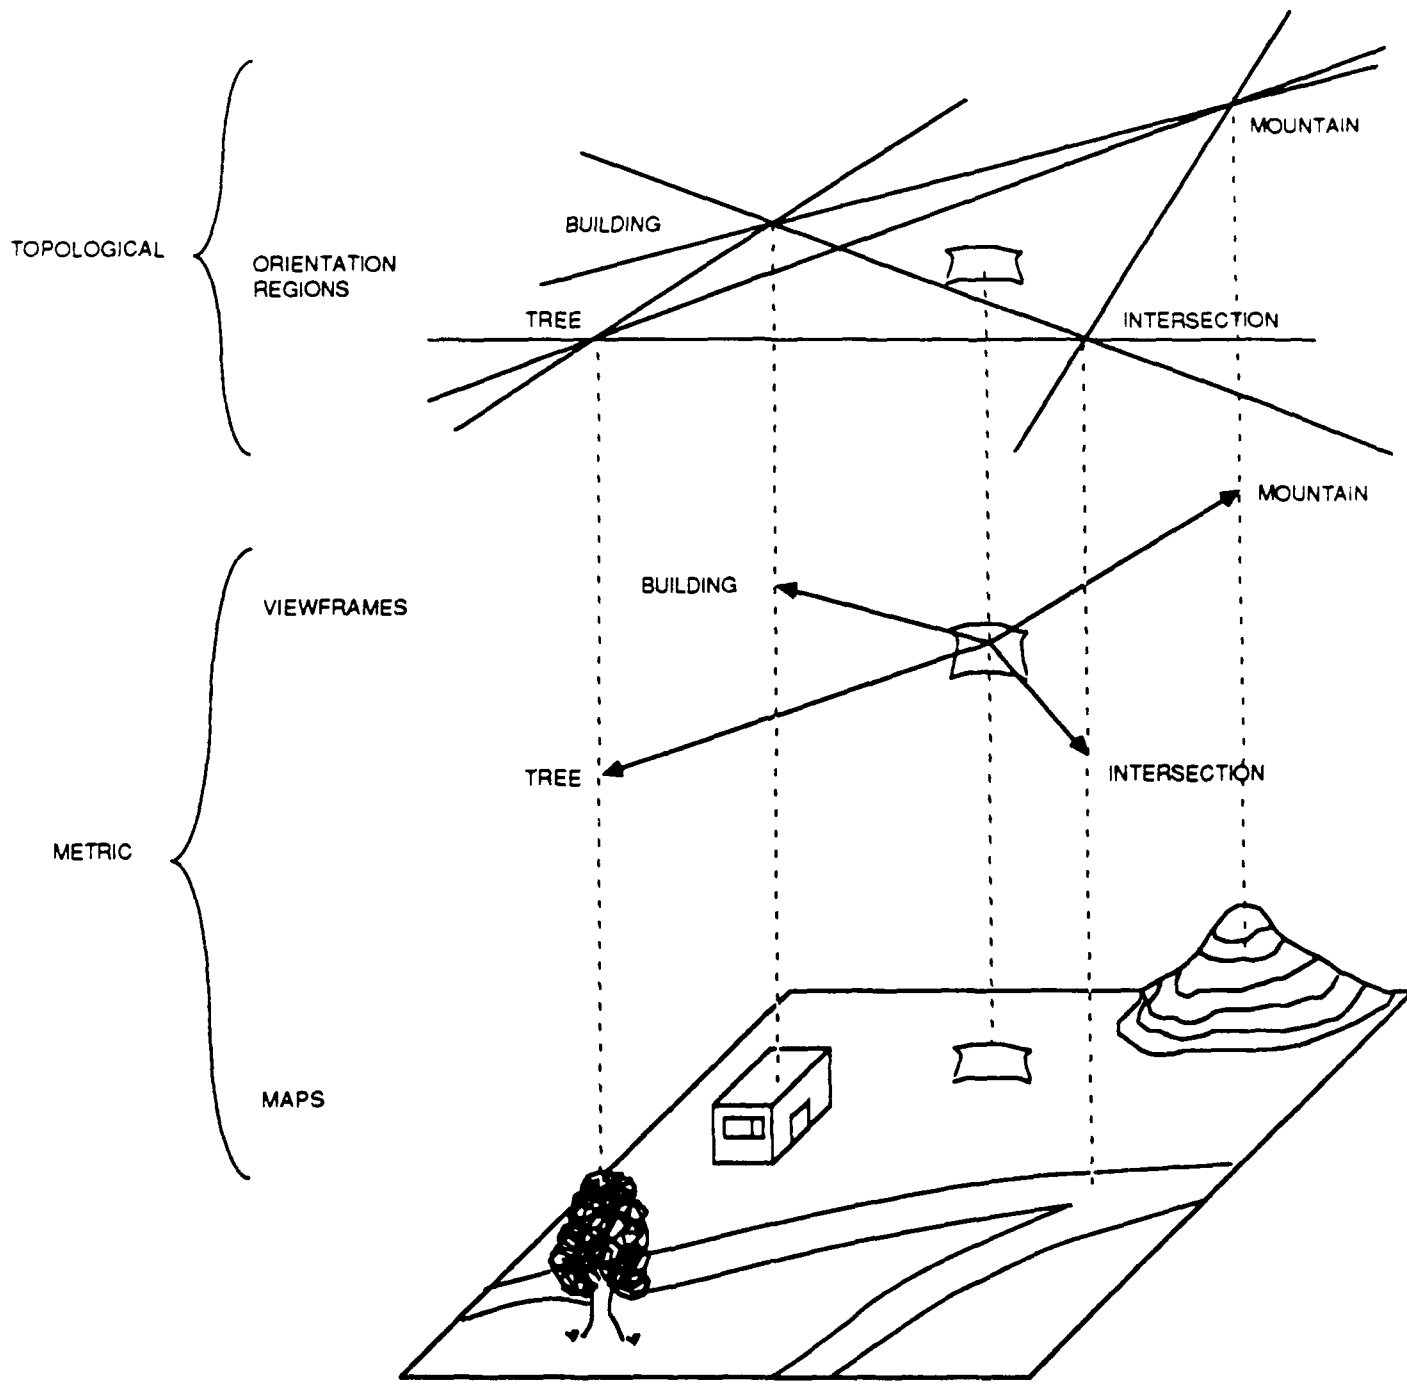 MOUNTAIN
BUILDING
TOPOLOGICAL
ORIENTATION
REGIONS
TREE
INTERSECTION
MOUNTAIN
BUILDING
VIEWFRAMES
TREE
INTERSECTION
METRIC
MAPS